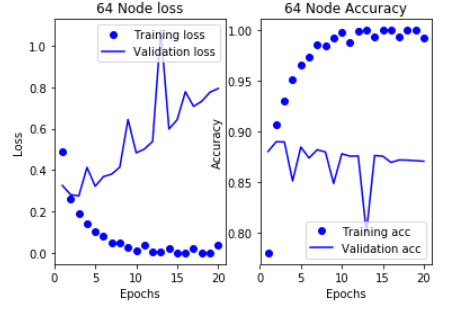 64 Node loss
64 Node Accuracy
Training loss
Validation loss
1.0
0.8
0.6
0.4
0.2
0.0
Loss
0
5
10
15
20
Epochs
1.00
0.95
0.90
0.85
0.80
Accuracy
Training acc
Validation acc
0
5
10
15
20
Epochs